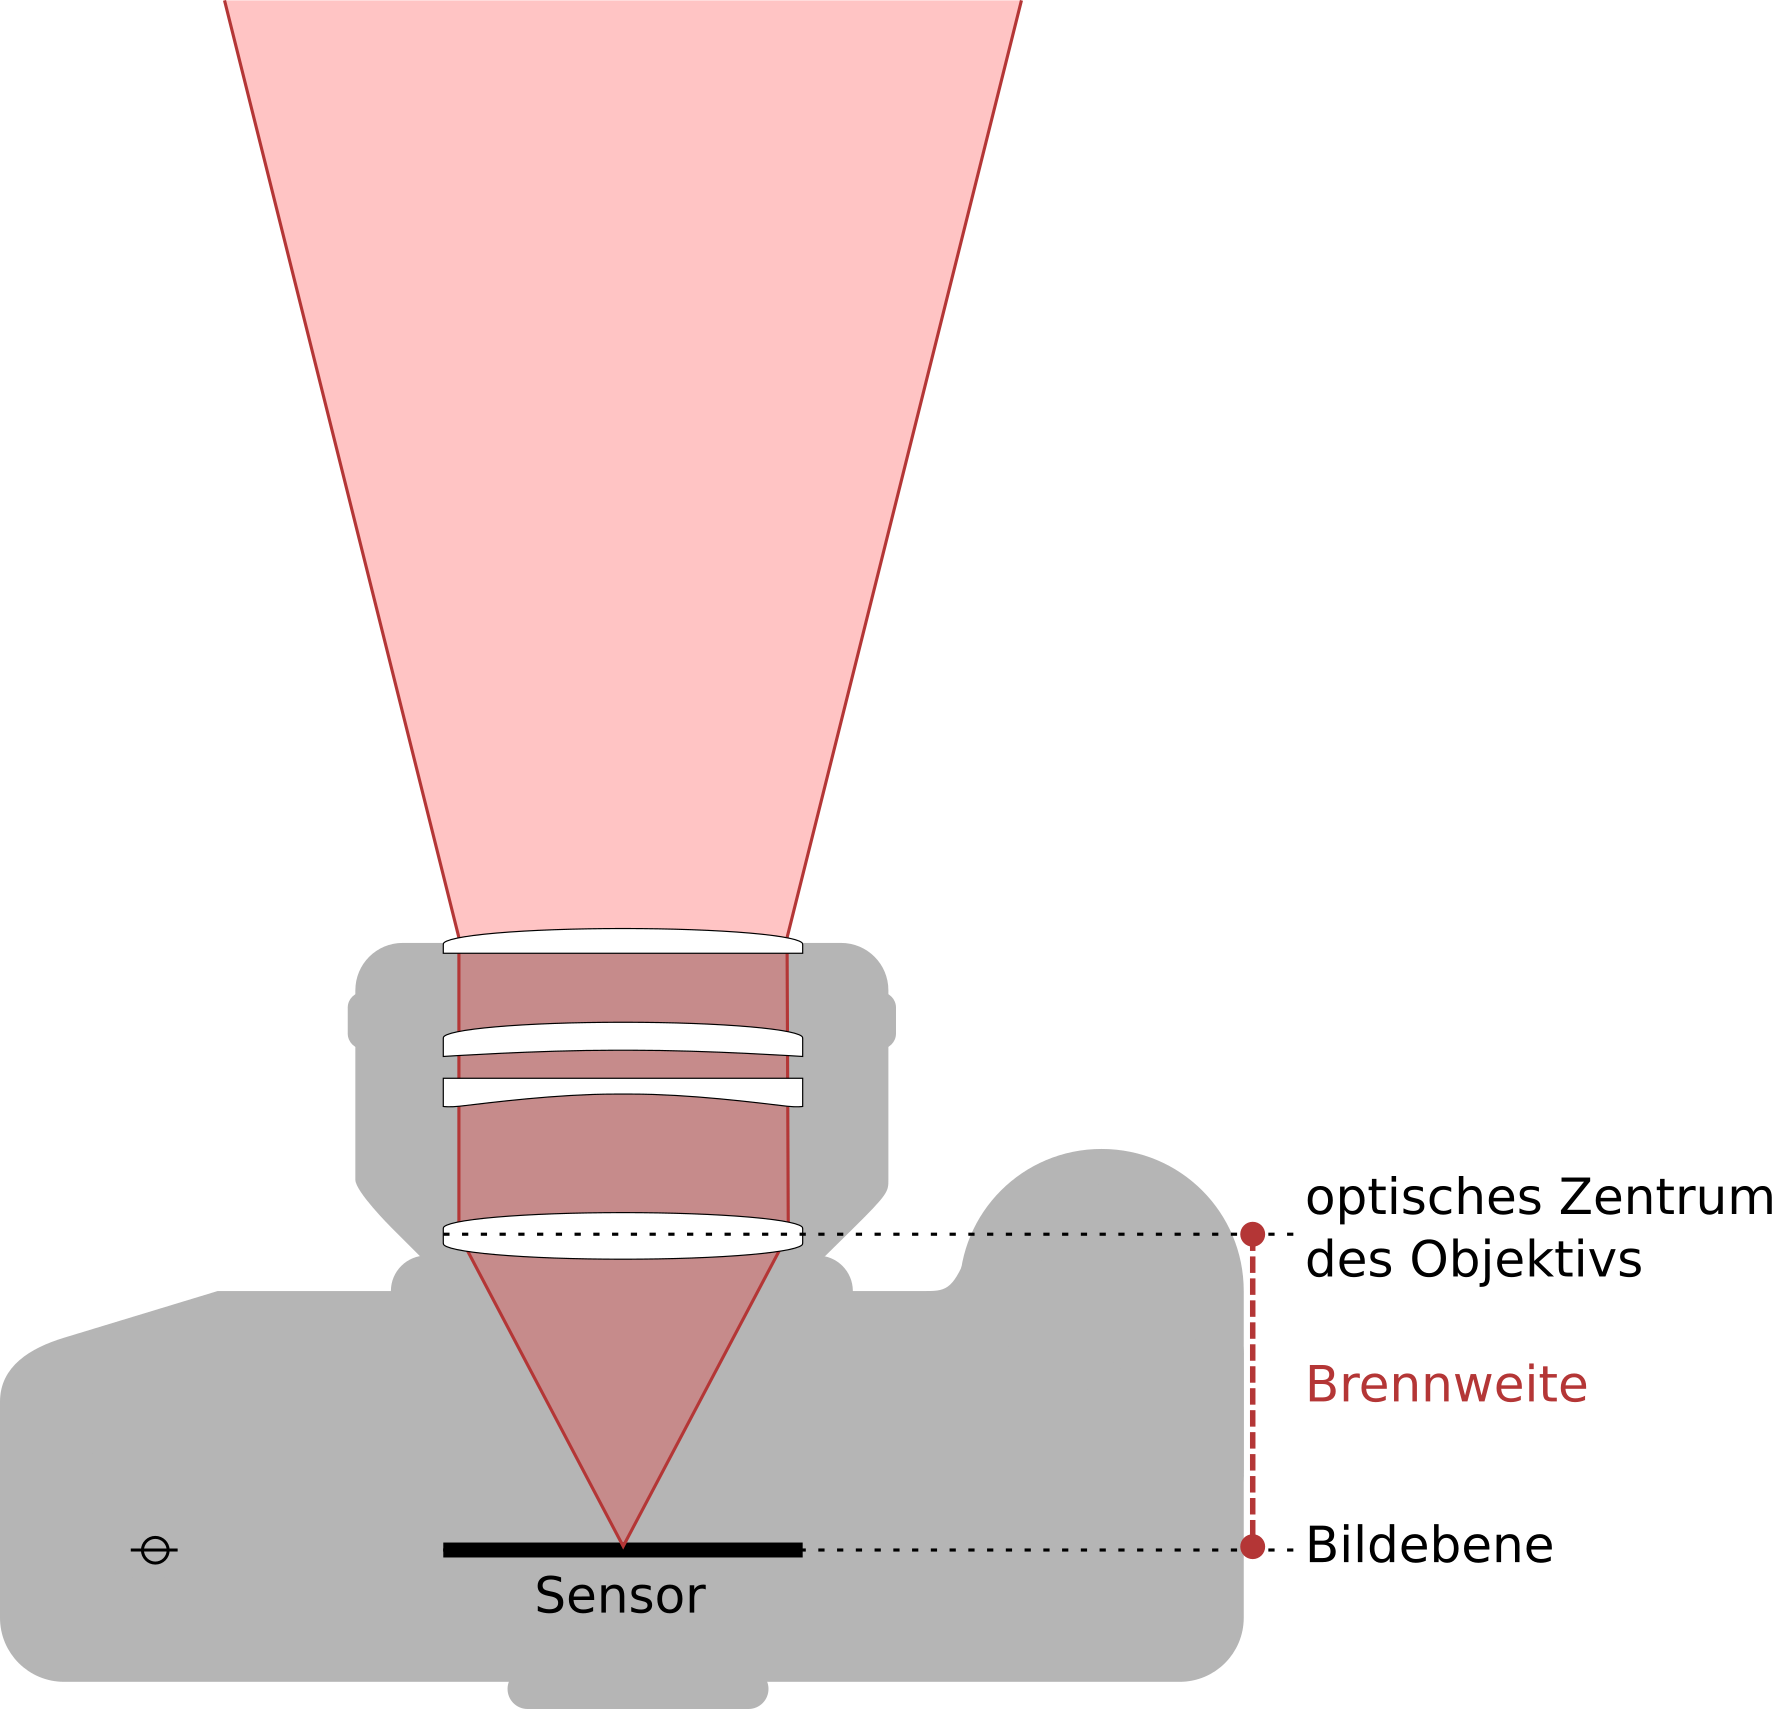 optisches Zentrum
des Objektivs
Brennweite
Bildebene
Sensor